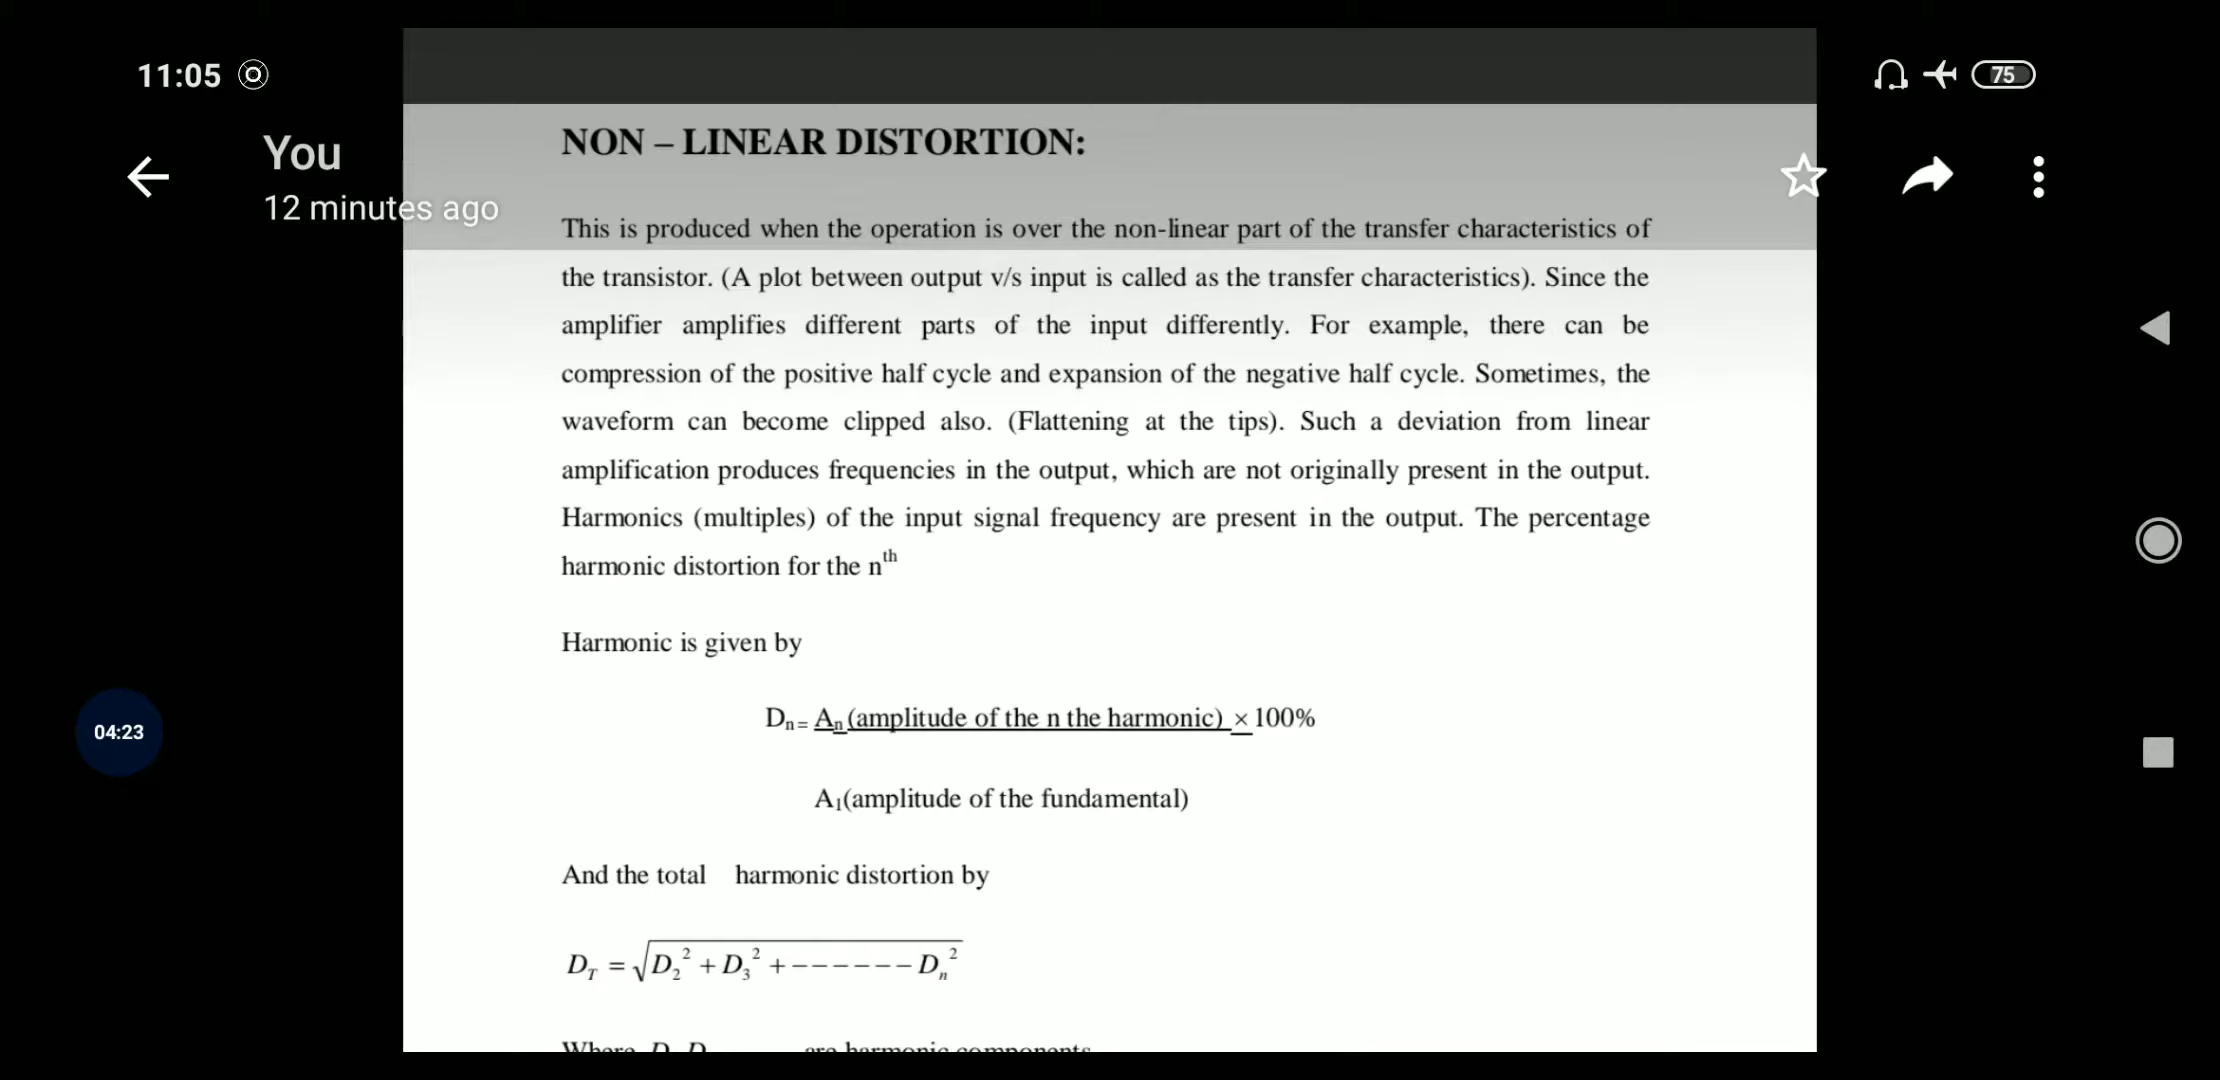 11:05
75
You
12 minutes ago
NON – LINEAR DISTORTION:
This is produced when the operation is over the non-linear part of the transfer characteristics of
the transistor. (A plot between output v/s input is called as the transfer characteristics). Since the
amplifier amplifies different parts of the input differently. For example, there can be
compression of the positive half cycle and expansion of the negative half cycle. Sometimes, the
waveform can become clipped also. (Flattening at the tips). Such a deviation from linear
amplification produces frequencies in the output, which are not originally present in the output.
Harmonics (multiples) of the input signal frequency are present in the output. The percentage
harmonic distortion for the nᵗʰ
Harmonic is given by
Dₙ= Aₙ(amplitude of the n the harmonic) × 100%
A₁(amplitude of the fundamental)
04:23
And the total harmonic distortion by
D_T = √D₂² + D₃² + − − − − − − Dₙ²
Where D D are harmonic components